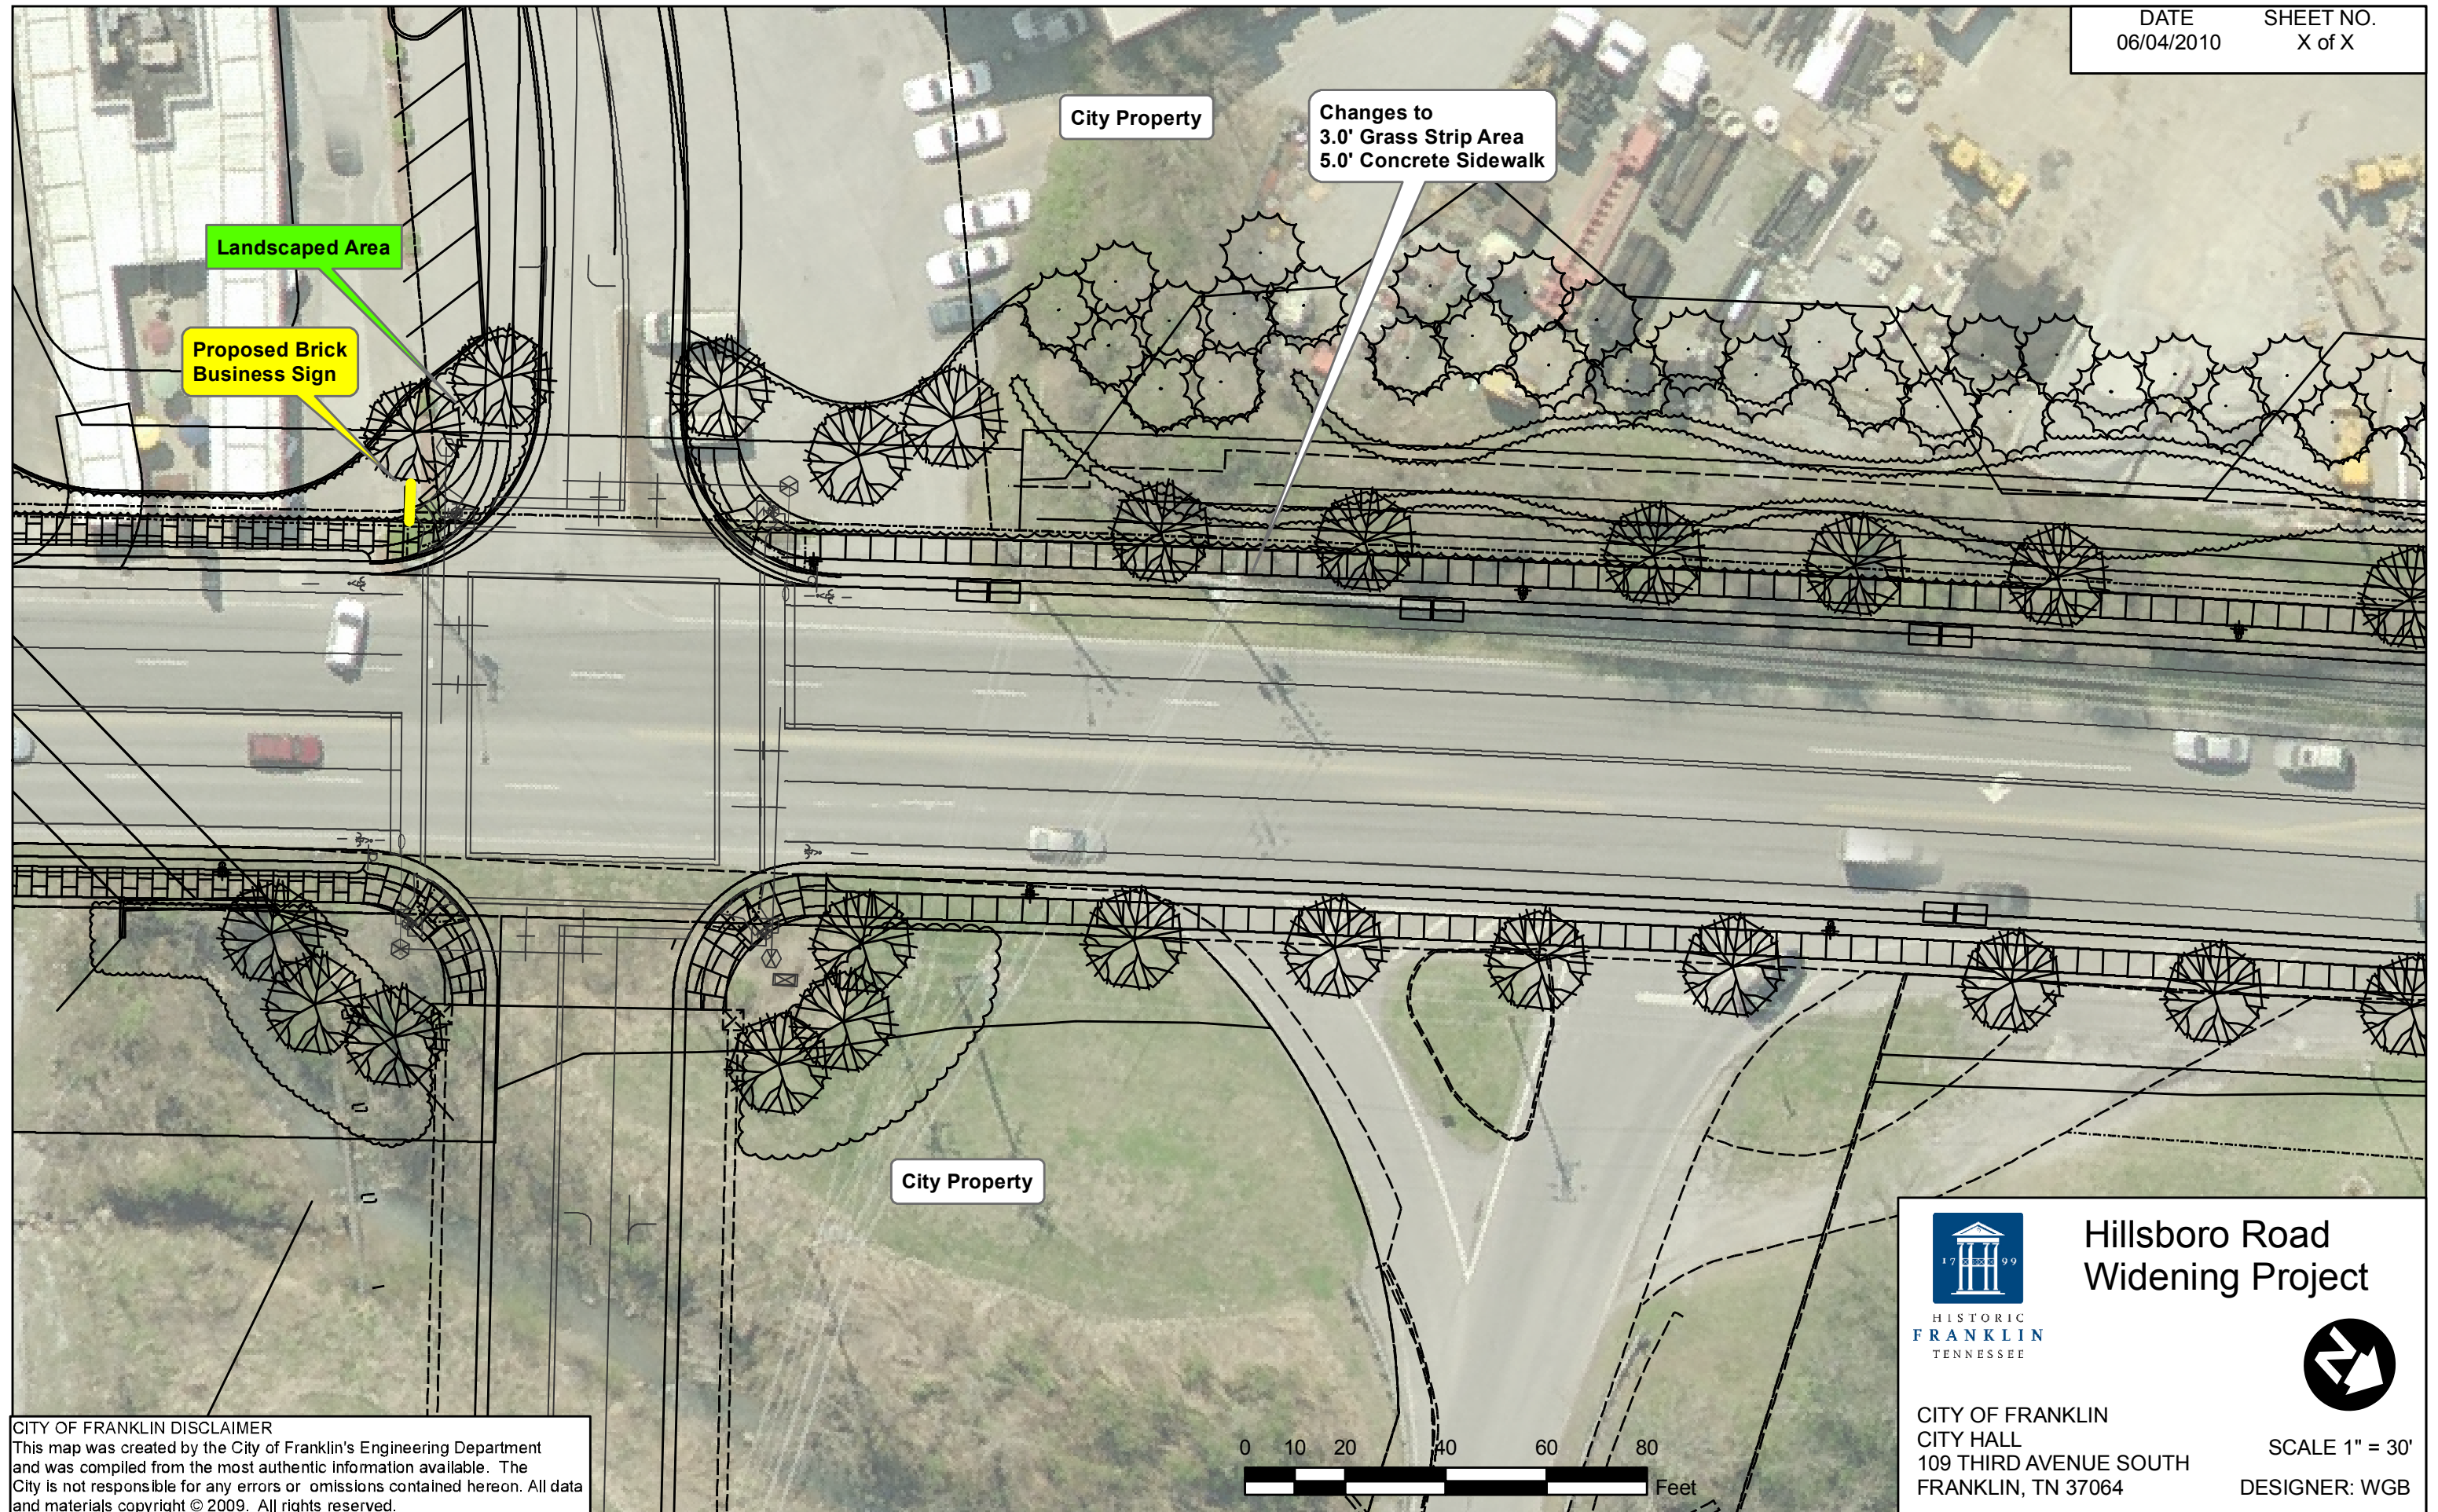 DATE SHEET NO.
06/04/2010 X of X
City Property
Changes to
3.0' Grass Strip Area
5.0' Concrete Sidewalk
Landscaped Area
Proposed Brick
Business Sign
City Property
17 99
HISTORIC
FRANKLIN
TENNESSEE
Hillsboro Road
Widening Project
N
CITY OF FRANKLIN
CITY HALL
109 THIRD AVENUE SOUTH
FRANKLIN, TN 37064
SCALE 1" = 30'
DESIGNER: WGB
0 10 20 40 60 80
Feet
CITY OF FRANKLIN DISCLAIMER
This map was created by the City of Franklin's Engineering Department
and was compiled from the most authentic information available. The
City is not responsible for any errors or omissions contained hereon. All data
and materials copyright © 2009. All rights reserved.